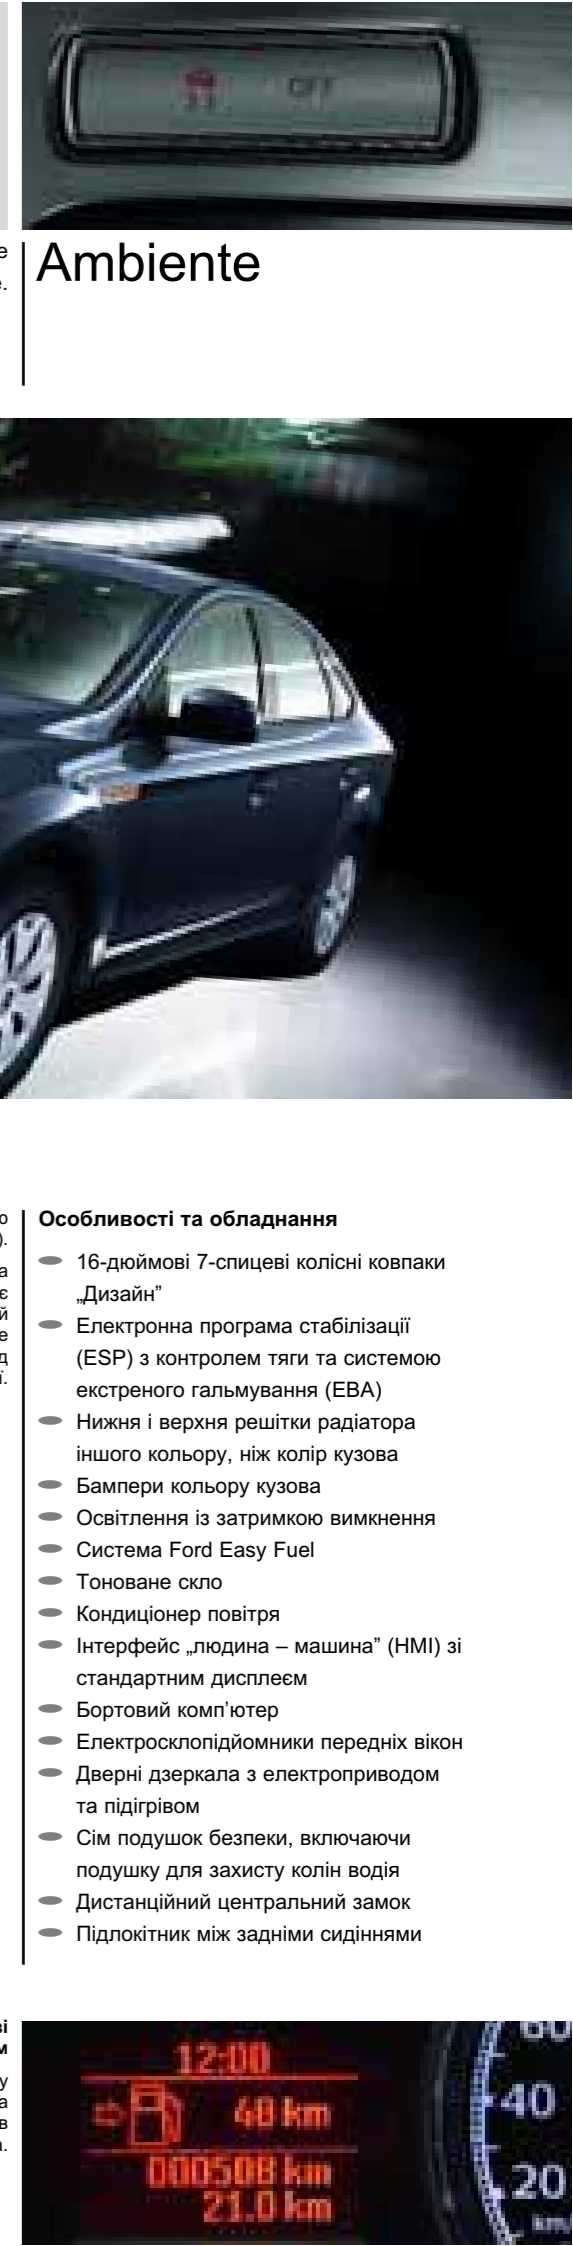 OFF
е
Ambiente
е.
ю
).
а
є
й
е
д
ї.
Особливості та обладнання
16-дюймові 7-спицеві колісні ковпаки
„Дизайн”
Електронна програма стабілізації
(ESP) з контролем тяги та системою
екстреного гальмування (EBA)
Нижня і верхня решітки радіатора
іншого кольору, ніж колір кузова
Бампери кольору кузова
Освітлення із затримкою вимкнення
Система Ford Easy Fuel
Тоноване скло
Кондиціонер повітря
Інтерфейс „людина – машина” (HMI) зі
стандартним дисплеєм
Бортовий комп’ютер
Електросклопідйомники передніх вікон
Дверні дзеркала з електроприводом
та підігрівом
Сім подушок безпеки, включаючи
подушку для захисту колін водія
Дистанційний центральний замок
Підлокітник між задніми сидіннями
ві
м
у
а
в
а.
12:00
48 km
000508 km
21.0 km
60
40
20
km/